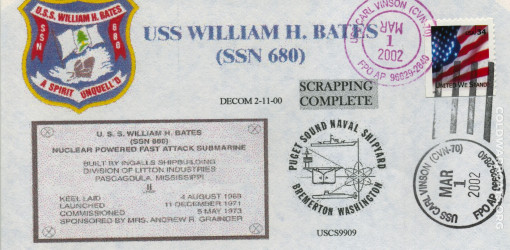 U.S.S. WILLIAM H. BATES
SSN 680
A SPIRIT UNQUELL'D
USS WILLIAM H. BATES
(SSN 680)
DECOM 2-11-00
SCRAPPING
COMPLETE
USS CARL VINSON (CVN-70)
MAR
1
2002
FPO AP 96629-2840
34
UNITED WE STAND
U. S. S. WILLIAM H. BATES
(SSN 680)
NUCLEAR POWERED FAST ATTACK SUBMARINE
BUILT BY INGALLS SHIPBUILDING
DIVISION OF LITTON INDUSTRIES
PASCAGOULA, MISSISSIPPI
KEEL LAID 4 AUGUST 1969
LAUNCHED 11 DECEMBER 1971
COMMISSIONED 5 MAY 1973
SPONSORED BY MRS. ANDREW R. GRAINGER
PUGET SOUND NAVAL SHIPYARD
BREMERTON WASHINGTON
USCS9909
USS CARL VINSON (CVN-70)
MAR
1
2002
FPO AP 96629-2840